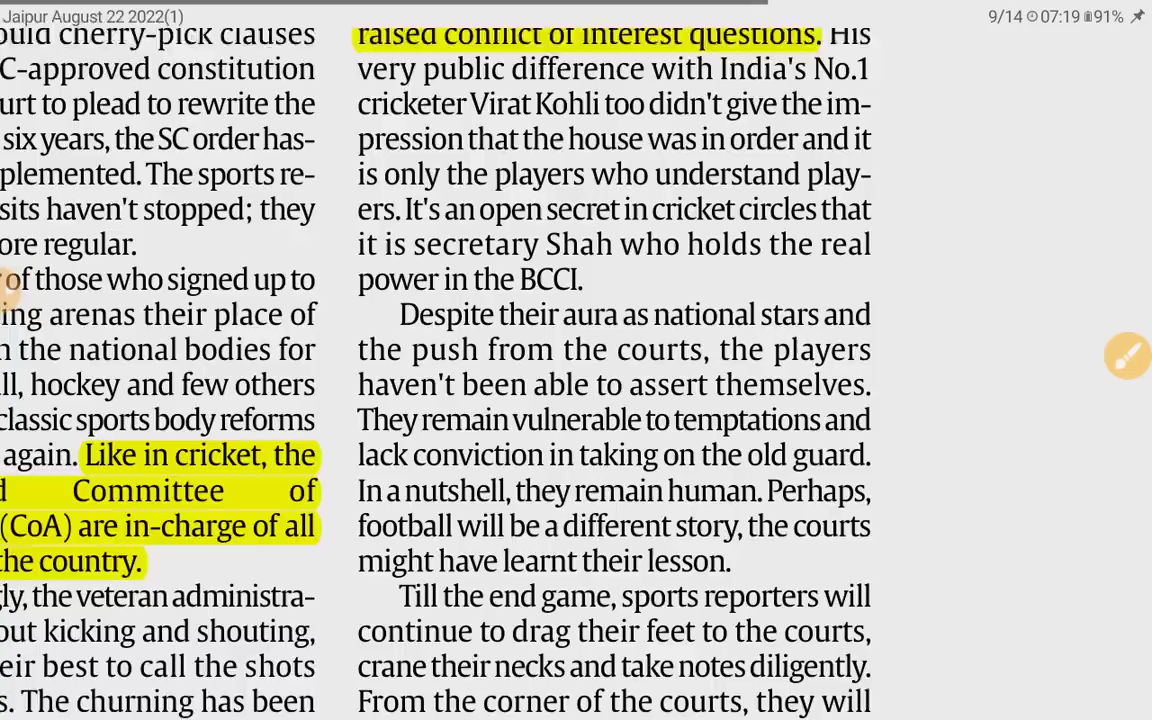 Jaipur August 22 2022(1)
9/14 07:19 91%
ould cherry-pick clauses
C-approved constitution
urt to plead to rewrite the
six years, the SC order has-
plemented. The sports re-
sits haven't stopped; they
ore regular.
of those who signed up to
ing arenas their place of
n the national bodies for
ll, hockey and few others
classic sports body reforms
again. Like in cricket, the
d Committee of
(CoA) are in-charge of all
the country.
gly, the veteran administra-
out kicking and shouting,
eir best to call the shots
s. The churning has been
raised conflict of interest questions. His
very public difference with India's No.1
cricketer Virat Kohli too didn't give the im-
pression that the house was in order and it
is only the players who understand play-
ers. It's an open secret in cricket circles that
it is secretary Shah who holds the real
power in the BCCI.
Despite their aura as national stars and
the push from the courts, the players
haven't been able to assert themselves.
They remain vulnerable to temptations and
lack conviction in taking on the old guard.
In a nutshell, they remain human. Perhaps,
football will be a different story, the courts
might have learnt their lesson.
Till the end game, sports reporters will
continue to drag their feet to the courts,
crane their necks and take notes diligently.
From the corner of the courts, they will